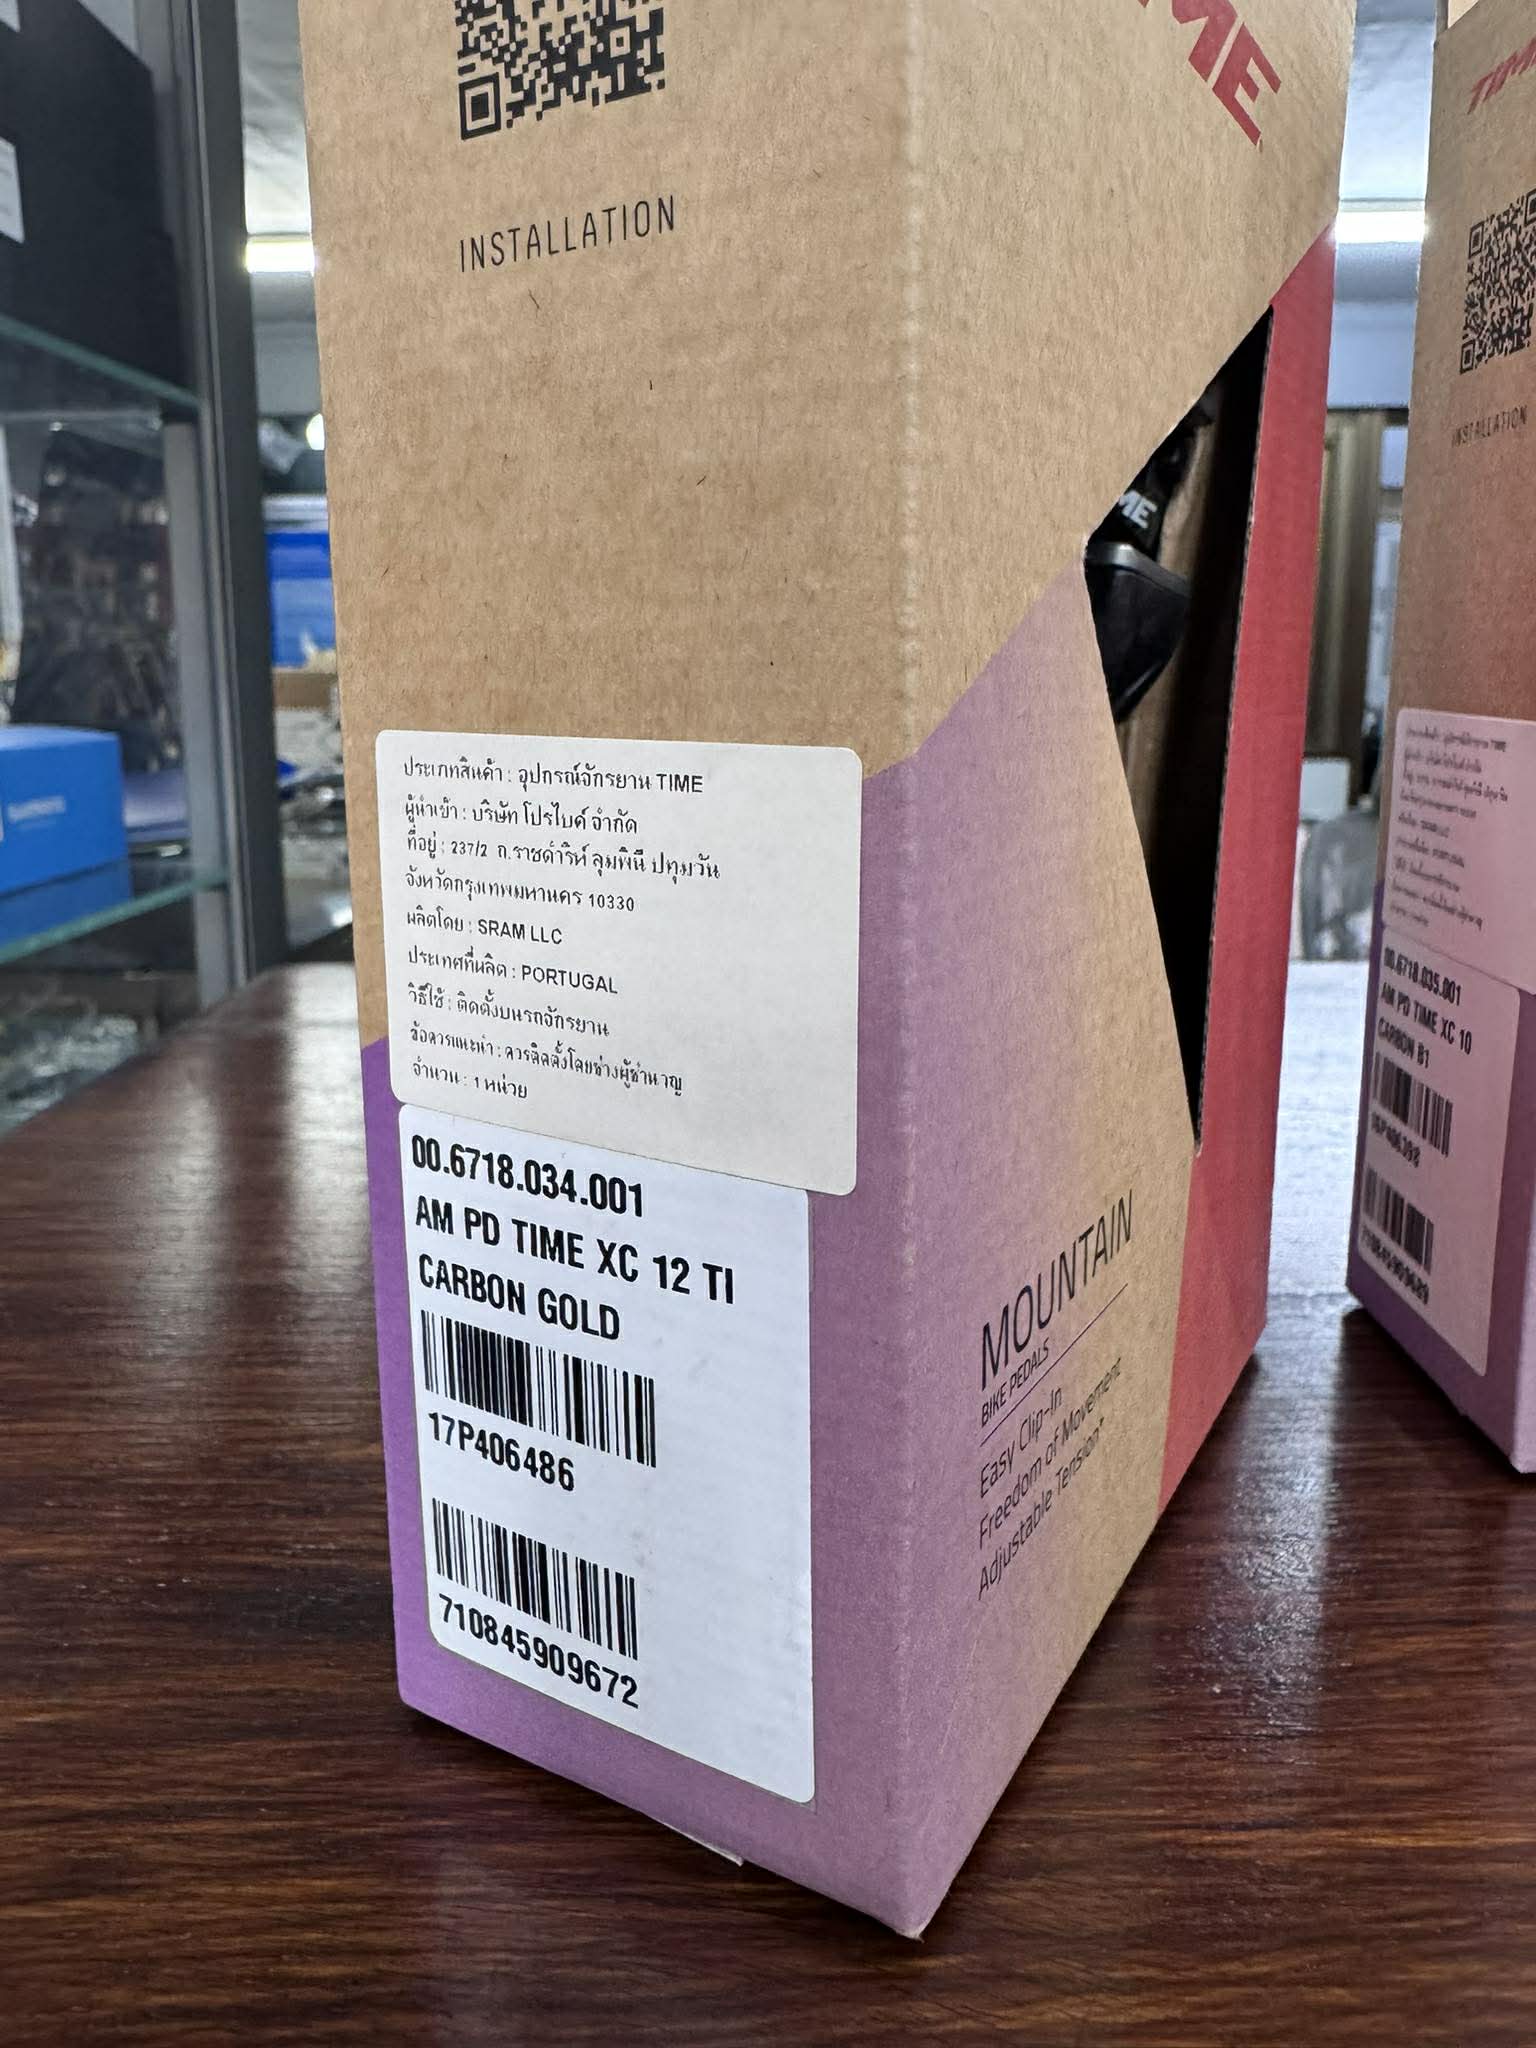 INSTALLATION
ME
ประเภทสินค้า : อุปกรณ์จักรยาน TIME
ผู้นำเข้า : บริษัท โปรไบค์ จำกัด
ที่อยู่ : 237/2 ถ.ราชดำริห์ ลุมพินี ปทุมวัน
จังหวัดกรุงเทพมหานคร 10330
ผลิตโดย : SRAM LLC
ประเทศที่ผลิต : PORTUGAL
วิธีใช้ : ติดตั้งบนรถจักรยาน
ข้อควรแนะนำ : ควรติดตั้งโดยช่างผู้ชำนาญ
จำนวน : 1 หน่วย
00.6718.034.001
AM PD TIME XC 12 TI
CARBON GOLD
17P406486
710845909672
ME
MOUNTAIN
BIKE PEDALS
Easy Clip-In
Freedom of Movement
Adjustable Tension*
INSTALLATION
00.6718.035.001
AM PD TIME XC 10
CARBON B1